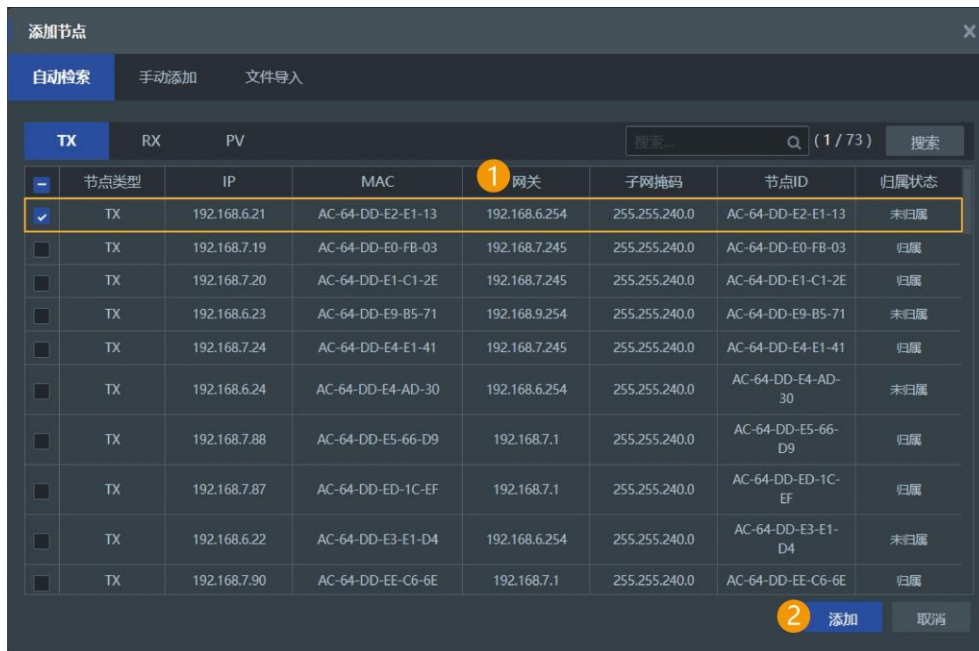 添加节点 ×
自动检索 手动添加 文件导入
TX RX PV 搜索... (1/73) 搜索
节点类型 IP MAC 1 网关 子网掩码 节点ID 归属状态
TX 192.168.6.21 AC-64-DD-E2-E1-13 192.168.6.254 255.255.240.0 AC-64-DD-E2-E1-13 未归属
TX 192.168.7.19 AC-64-DD-E0-FB-03 192.168.7.245 255.255.240.0 AC-64-DD-E0-FB-03 归属
TX 192.168.7.20 AC-64-DD-E1-C1-2E 192.168.7.245 255.255.240.0 AC-64-DD-E1-C1-2E 归属
TX 192.168.6.23 AC-64-DD-E9-B5-71 192.168.9.254 255.255.240.0 AC-64-DD-E9-B5-71 未归属
TX 192.168.7.24 AC-64-DD-E4-E1-41 192.168.7.245 255.255.240.0 AC-64-DD-E4-E1-41 归属
TX 192.168.6.24 AC-64-DD-E4-AD-30 192.168.6.254 255.255.240.0 AC-64-DD-E4-AD-
30 未归属
TX 192.168.7.88 AC-64-DD-E5-66-D9 192.168.7.1 255.255.240.0 AC-64-DD-E5-66-
D9 归属
TX 192.168.7.87 AC-64-DD-ED-1C-EF 192.168.7.1 255.255.240.0 AC-64-DD-ED-1C-
EF 归属
TX 192.168.6.22 AC-64-DD-E3-E1-D4 192.168.6.254 255.255.240.0 AC-64-DD-E3-E1-
D4 未归属
TX 192.168.7.90 AC-64-DD-EE-C6-6E 192.168.7.1 255.255.240.0 AC-64-DD-EE-C6-6E 归属
2 添加 取消